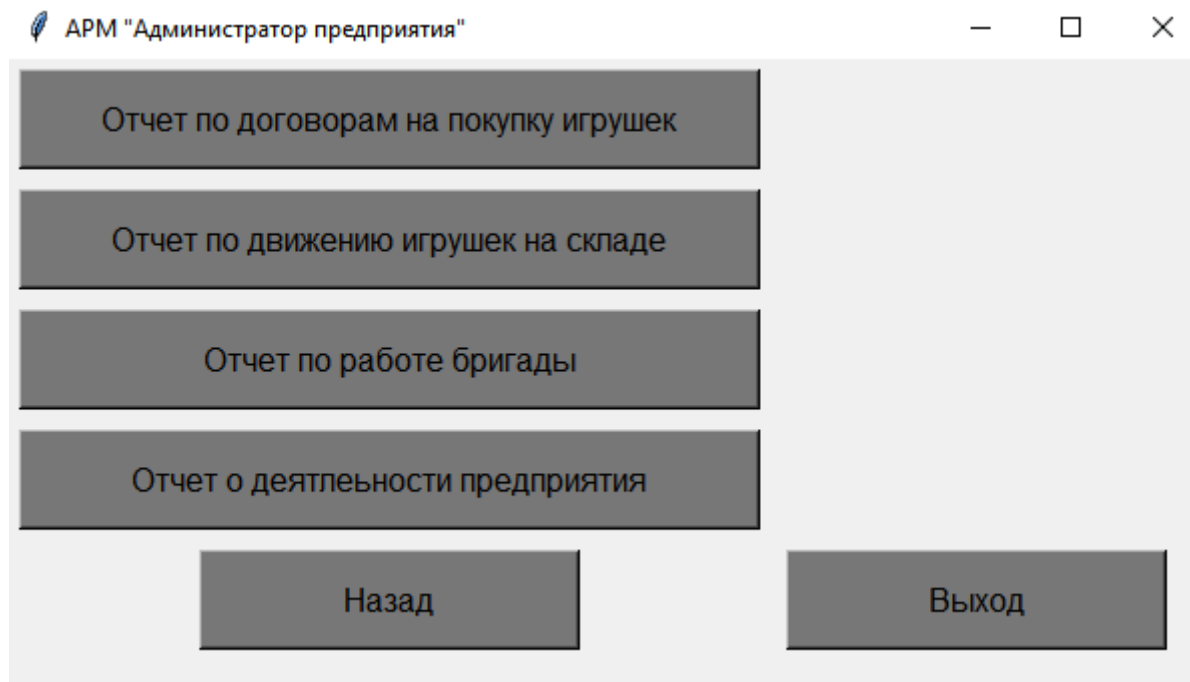 АРМ "Администратор предприятия"
Отчет по договорам на покупку игрушек
Отчет по движению игрушек на складе
Отчет по работе бригады
Отчет о деятлеьности предприятия
Назад
Выход